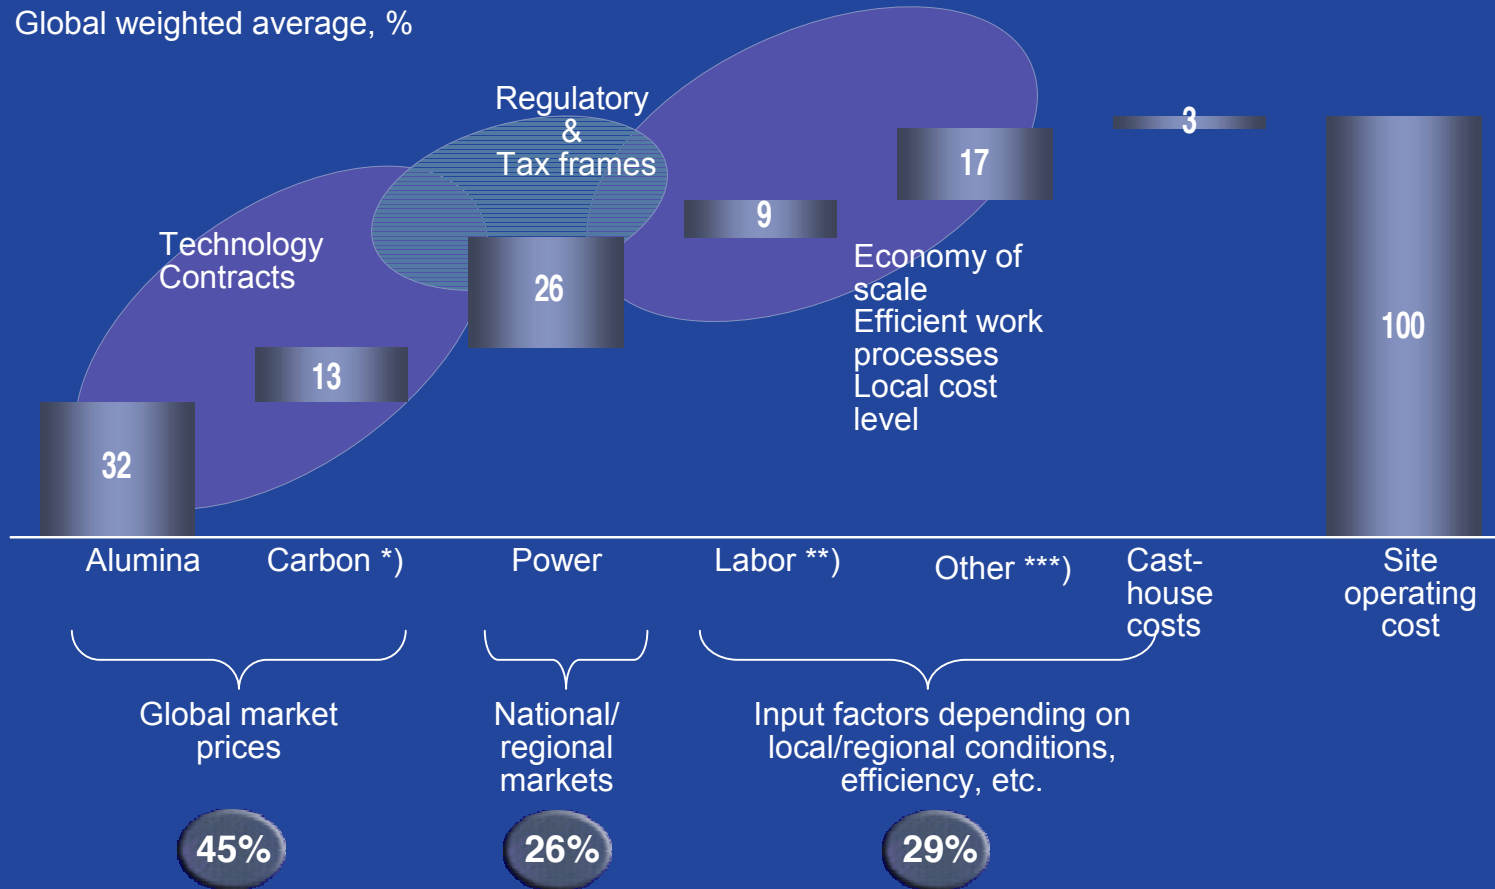 Global weighted average, %
Regulatory
&
Tax frames
Technology
Contracts
Economy of
scale
Efficient work
processes
Local cost
level
32
13
26
9
17
3
100
Alumina
Carbon *)
Power
Labor **)
Other ***)
Cast-
house
costs
Site
operating
cost
Global market
prices
National/
regional
markets
Input factors depending on
local/regional conditions,
efficiency, etc.
45%
26%
29%